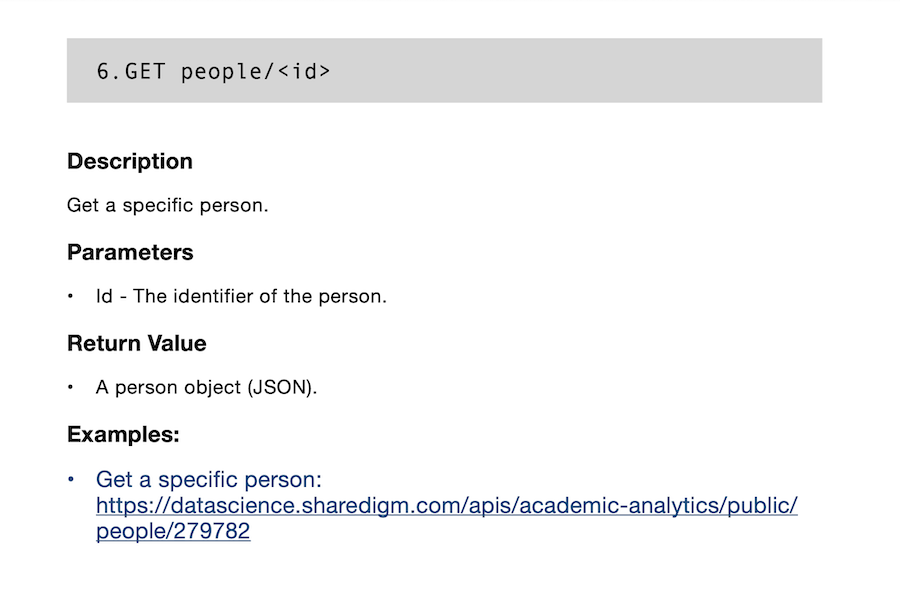 6.GET people/<id>
Description
Get a specific person.
Parameters
• Id - The identifier of the person.
Return Value
• A person object (JSON).
Examples:
• Get a specific person:
https://datascience.sharedigm.com/apis/academic-analytics/public/
people/279782